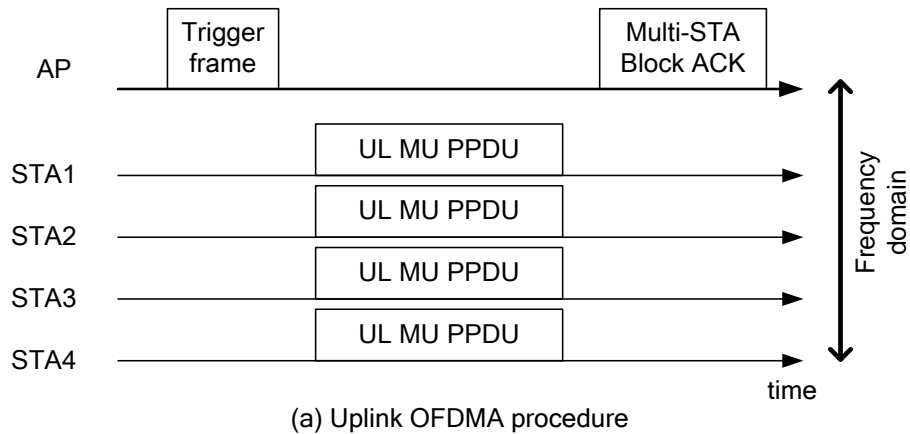 Trigger
frame
Multi-STA
Block ACK
AP
UL MU PPDU
STA1
UL MU PPDU
STA2
UL MU PPDU
STA3
UL MU PPDU
STA4
Frequency
domain
time
(a) Uplink OFDMA procedure